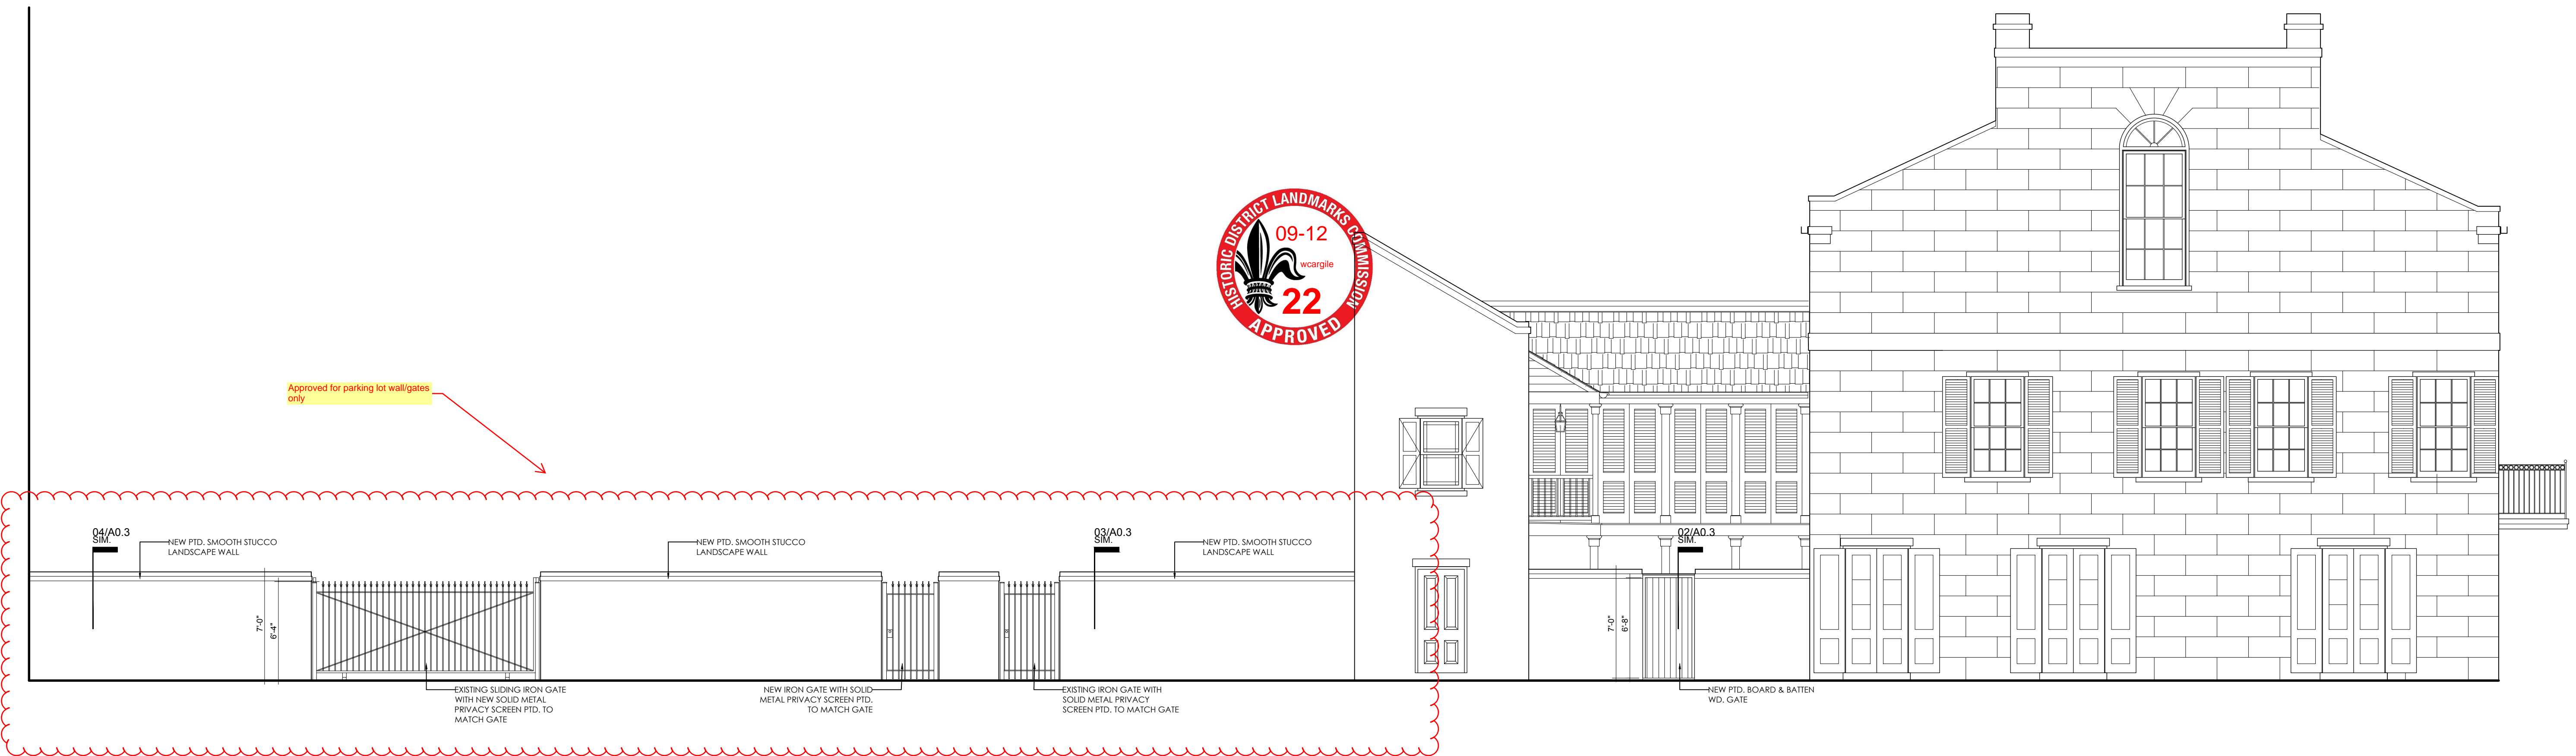 HISTORIC DISTRICT LANDMARKS COMMISSION
09-12
wcargile
22
APPROVED
Approved for parking lot wall/gates
only
04/A0.3
SIM.
NEW PTD. SMOOTH STUCCO
LANDSCAPE WALL
NEW PTD. SMOOTH STUCCO
LANDSCAPE WALL
03/A0.3
SIM.
NEW PTD. SMOOTH STUCCO
LANDSCAPE WALL
02/A0.3
SIM.
7'-0"
6'-4"
7'-0"
6'-8"
EXISTING SLIDING IRON GATE
WITH NEW SOLID METAL
PRIVACY SCREEN PTD. TO
MATCH GATE
NEW IRON GATE WITH SOLID
METAL PRIVACY SCREEN PTD.
TO MATCH GATE
EXISTING IRON GATE WITH
SOLID METAL PRIVACY
SCREEN PTD. TO MATCH GATE
NEW PTD. BOARD & BATTEN
WD. GATE